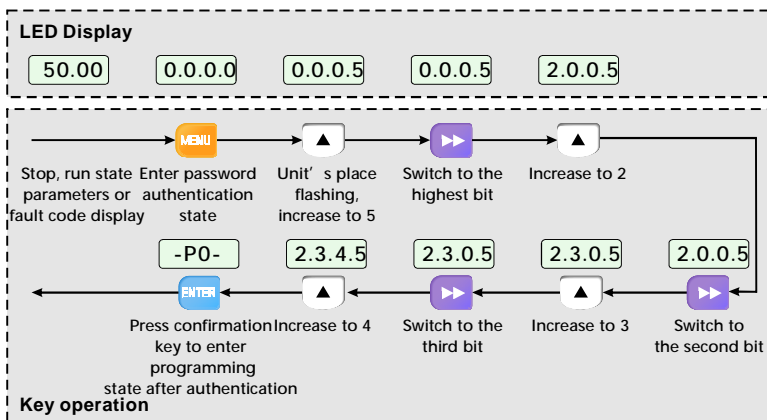 LED Display
50.00 0.0.0.0 0.0.0.5 0.0.0.5 2.0.0.5
MENU
Stop, run state
parameters or
fault code display
Enter password
authentication
state
Unit’s place
flashing,
increase to 5
Switch to the
highest bit
Increase to 2
-P0- 2.3.4.5 2.3.0.5 2.3.0.5 2.0.0.5
ENTER
Press confirmation
key to enter
programming
state after authentication
Increase to 4
Switch to the
third bit
Increase to 3
Switch to
the second bit
Key operation